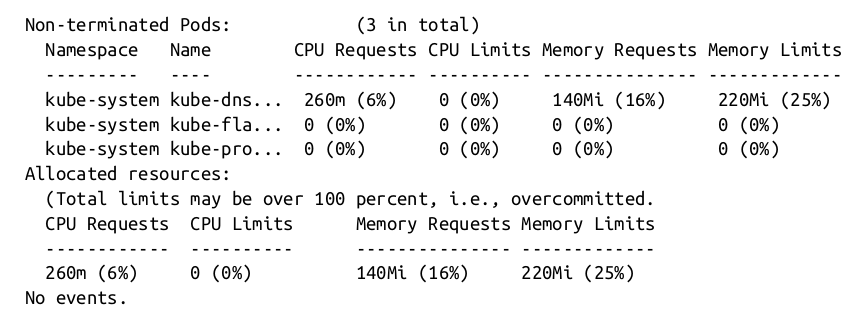 Non-terminated Pods: (3 in total)
Namespace Name CPU Requests CPU Limits Memory Requests Memory Limits
--------- ---- ------------ ---------- --------------- -------------
kube-system kube-dns... 260m (6%) 0 (0%) 140Mi (16%) 220Mi (25%)
kube-system kube-fla... 0 (0%) 0 (0%) 0 (0%) 0 (0%)
kube-system kube-pro... 0 (0%) 0 (0%) 0 (0%) 0 (0%)
Allocated resources:
(Total limits may be over 100 percent, i.e., overcommitted.
CPU Requests CPU Limits Memory Requests Memory Limits
------------ ---------- --------------- -------------
260m (6%) 0 (0%) 140Mi (16%) 220Mi (25%)
No events.